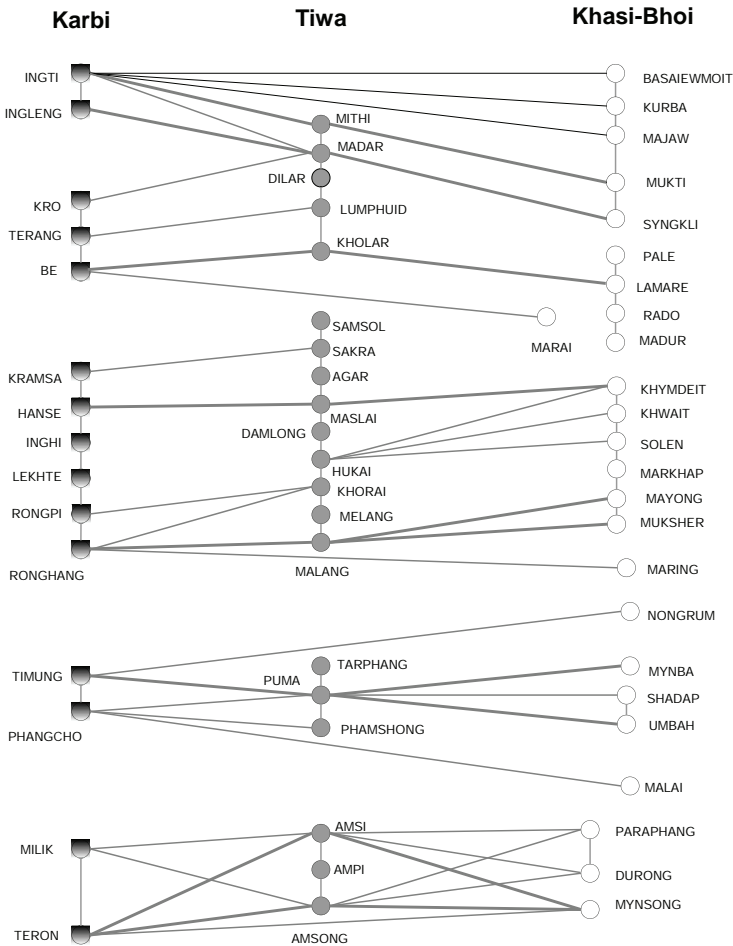 Karbi Tiwa Khasi-Bhoi
INGTI
INGLENG
KRO
TERANG
BE
KRAMSA
HANSE
INGHI
LEKHTE
RONGPI
RONGHANG
TIMUNG
PHANGCHO
MILIK
TERON
MITHI
MADAR
DILAR
LUMPHUID
KHOLAR
SAMSOL
SAKRA
AGAR
MASLAI
DAMLONG
HUKAI
KHORAI
MELANG
MALANG
TARPHANG
PUMA
PHAMSHONG
AMSI
AMPI
AMSONG
BASAIEWMOIT
KURBA
MAJAW
MUKTI
SYNGKLI
PALE
LAMARE
RADO
MADUR
MARAI
KHYMDEIT
KHWAIT
SOLEN
MARKHAP
MAYONG
MUKSHER
MARING
NONGRUM
MYNBA
SHADAP
UMBAH
MALAI
PARAPHANG
DURONG
MYNSONG